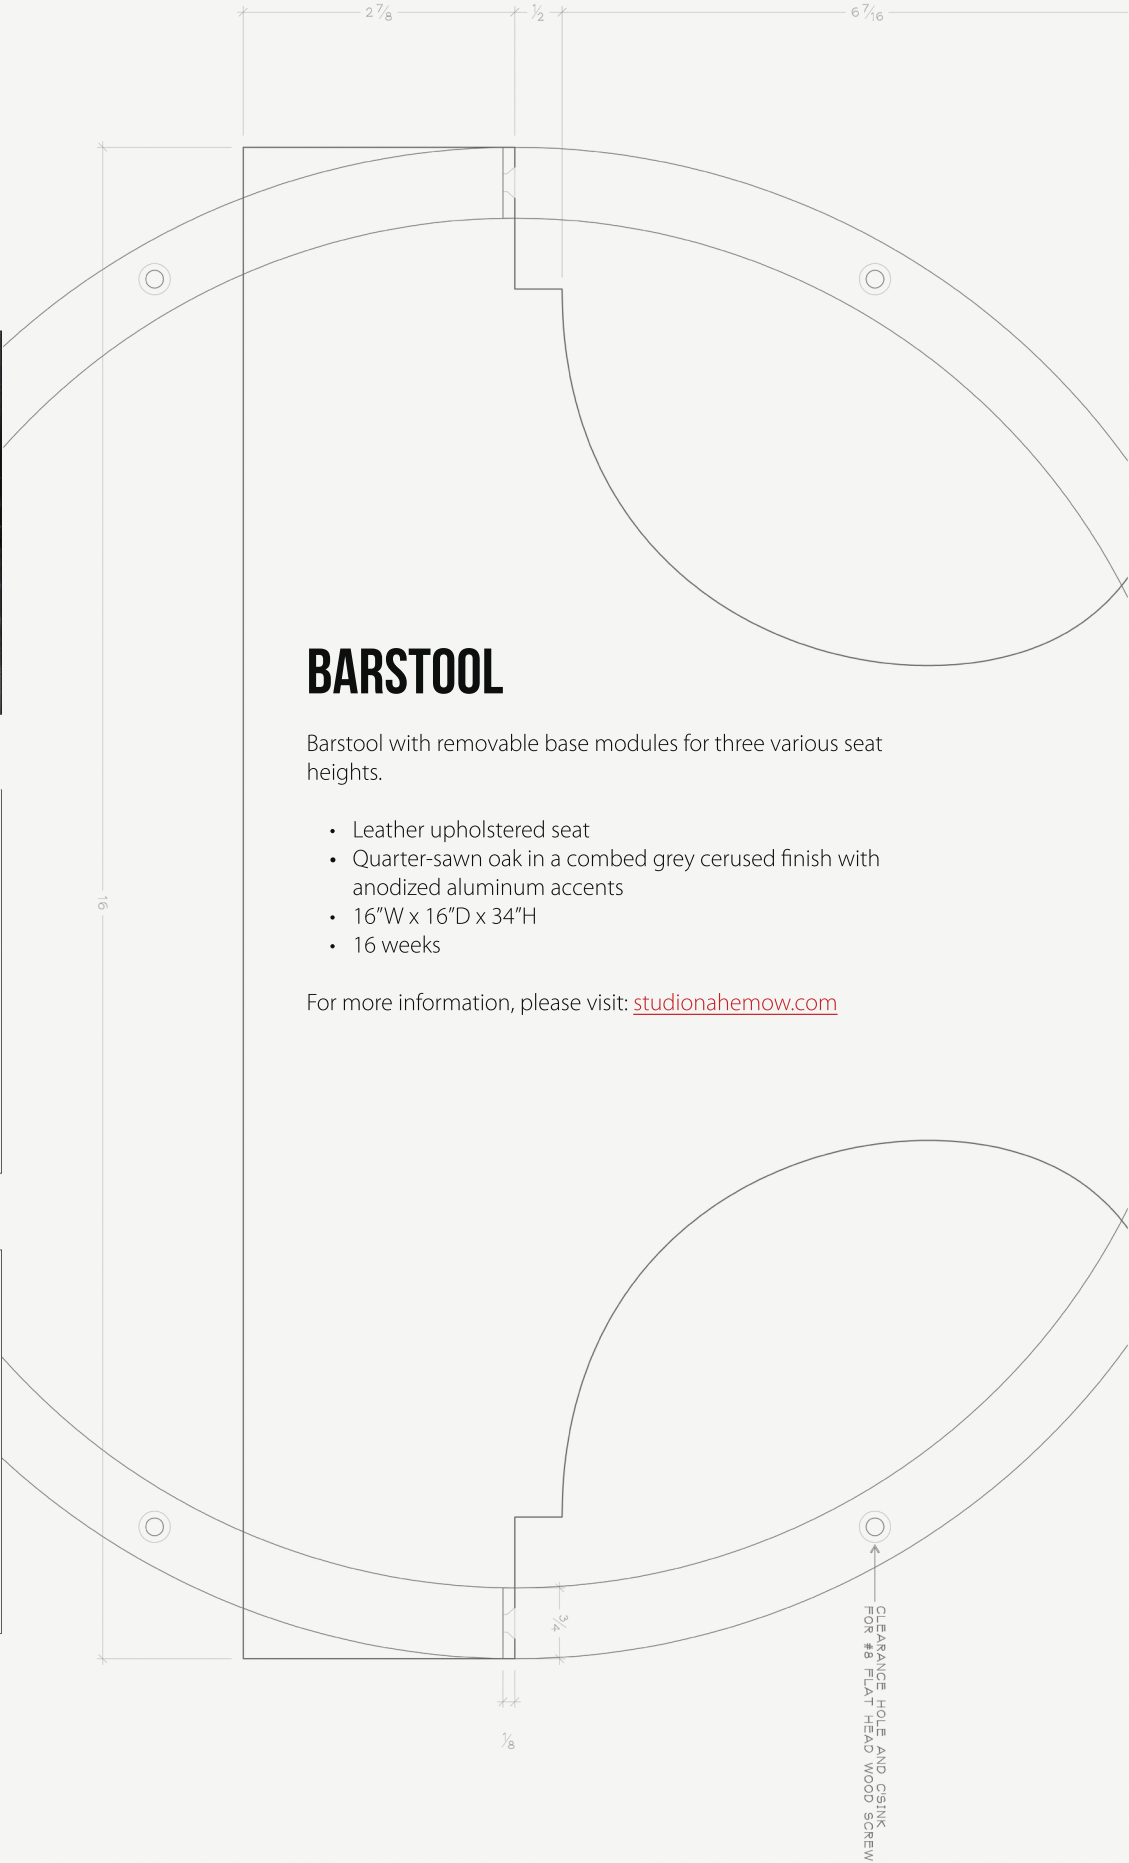 2 7/8
1/2
6 7/16
BARSTOOL
Barstool with removable base modules for three various seat
heights.
• Leather upholstered seat
• Quarter-sawn oak in a combed grey cerused finish with
anodized aluminum accents
• 16”W x 16”D x 34”H
• 16 weeks
16
For more information, please visit: studionahemow.com
3/4
1/8
CLEARANCE HOLE AND C'SINK
FOR #8 FLAT HEAD WOOD SCREW